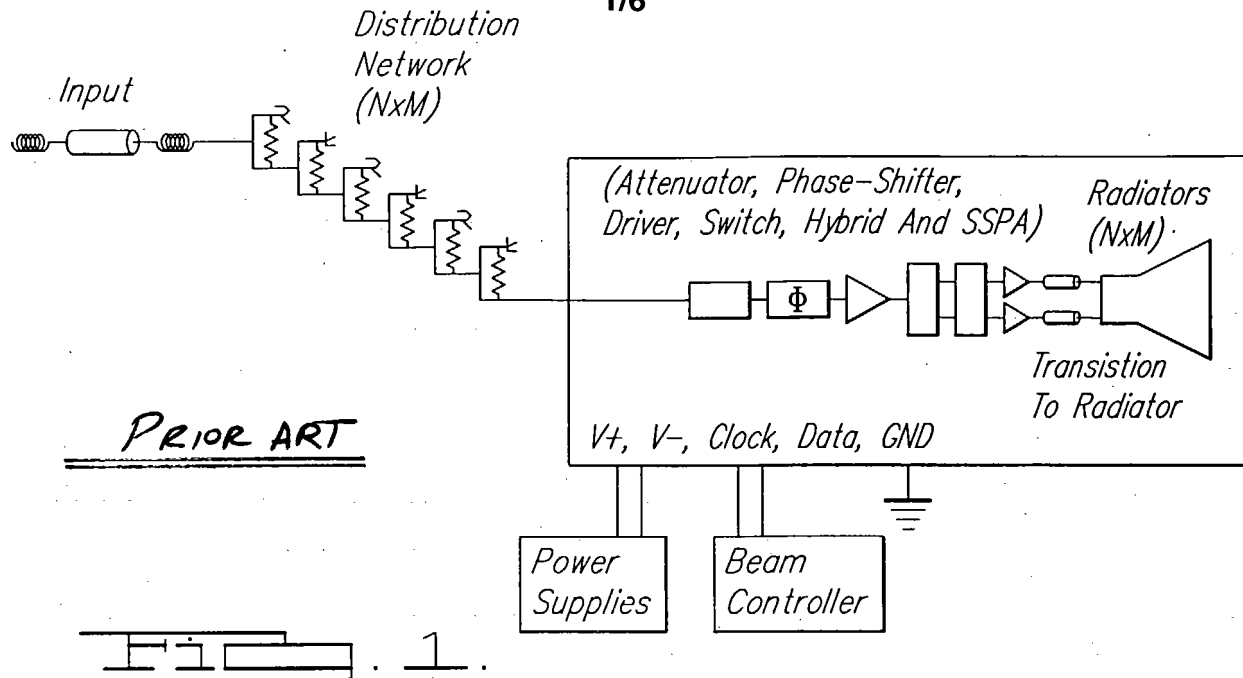 1/6
Distribution
Network
(NxM)
Input
(Attenuator, Phase-Shifter,
Driver, Switch, Hybrid And SSPA)
Radiators
(NxM)
Φ
Transistion
To Radiator
PRIOR ART
V+, V-, Clock, Data, GND
Power
Supplies
Beam
Controller
Fig. 1.